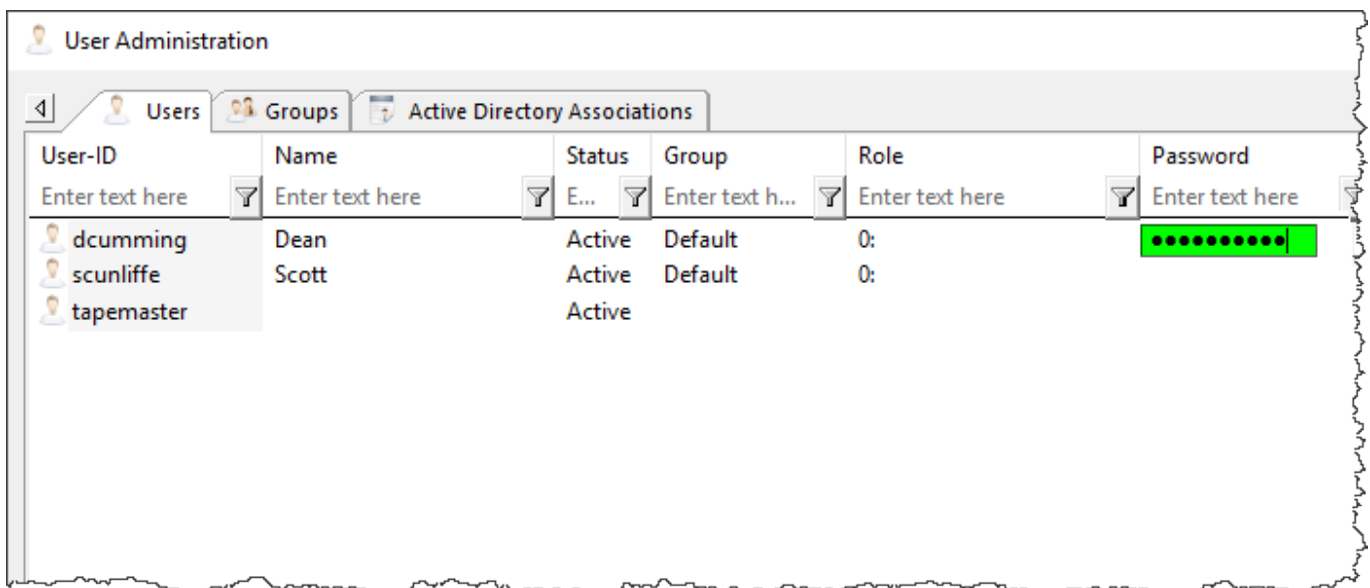 User Administration
Users Groups Active Directory Associations
User-ID Name Status Group Role Password
Enter text here Enter text here E... Enter text h... Enter text here Enter text here
dcumming Dean Active Default 0: ●●●●●●●●●●
scunliffe Scott Active Default 0:
tapemaster Active